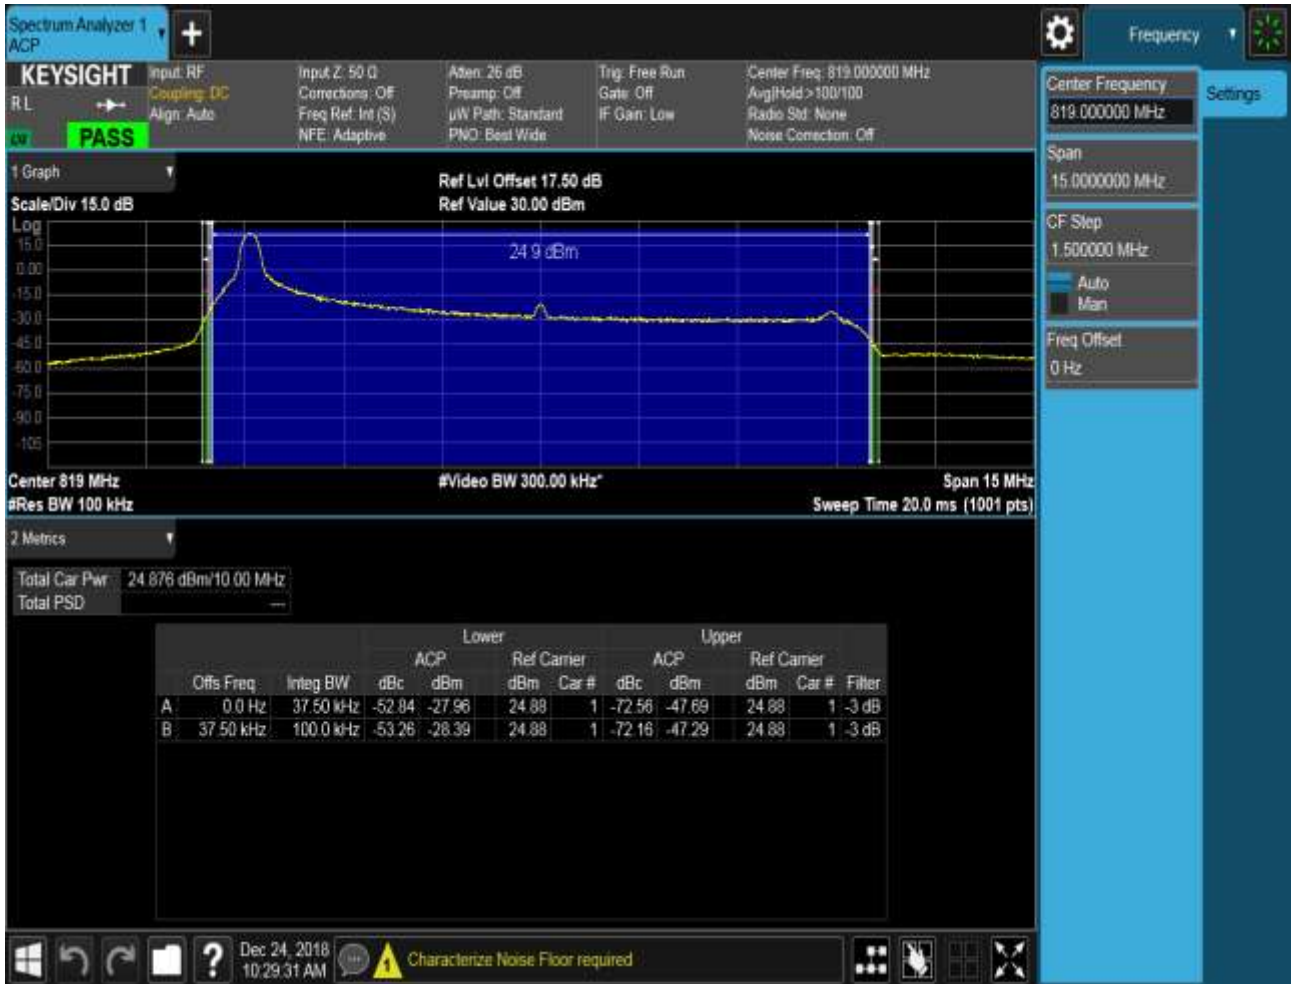 Spectrum Analyzer 1
ACP
Frequency
KEYSIGHT
Input: RF
Coupling: DC
Align: Auto
Input Z: 50 Ω
Corrections: Off
Freq Ref: Int (S)
NFE: Adaptive
Atten: 26 dB
Preamp: Off
µW Path: Standard
PNO: Best Wide
Trig: Free Run
Gate: Off
IF Gain: Low
Center Freq: 819.000000 MHz
Avg|Hold:>100/100
Radio Std: None
Noise Correction: Off
RL
PASS
Center Frequency
819.000000 MHz
Settings
Span
15.0000000 MHz
CF Step
1.500000 MHz
Auto
Man
Freq Offset
0 Hz
1 Graph
Scale/Div 15.0 dB
Ref Lvl Offset 17.50 dB
Ref Value 30.00 dBm
Log
15.0
0.00
-15.0
-30.0
-45.0
-60.0
-75.0
-90.0
-105
24.9 dBm
Center 819 MHz
#Res BW 100 kHz
#Video BW 300.00 kHz*
Span 15 MHz
Sweep Time 20.0 ms (1001 pts)
2 Metrics
Total Car Pwr 24.876 dBm/10.00 MHz
Total PSD ---
Lower Upper
ACP Ref Carrier ACP Ref Carrier
Offs Freq Integ BW dBc dBm dBm Car # dBc dBm dBm Car # Filter
A 0.0 Hz 37.50 kHz -52.84 -27.96 24.88 1 -72.56 -47.69 24.88 1 -3 dB
B 37.50 kHz 100.0 kHz -53.26 -28.39 24.88 1 -72.16 -47.29 24.88 1 -3 dB
Dec 24, 2018
10:29:31 AM
1
Characterize Noise Floor required